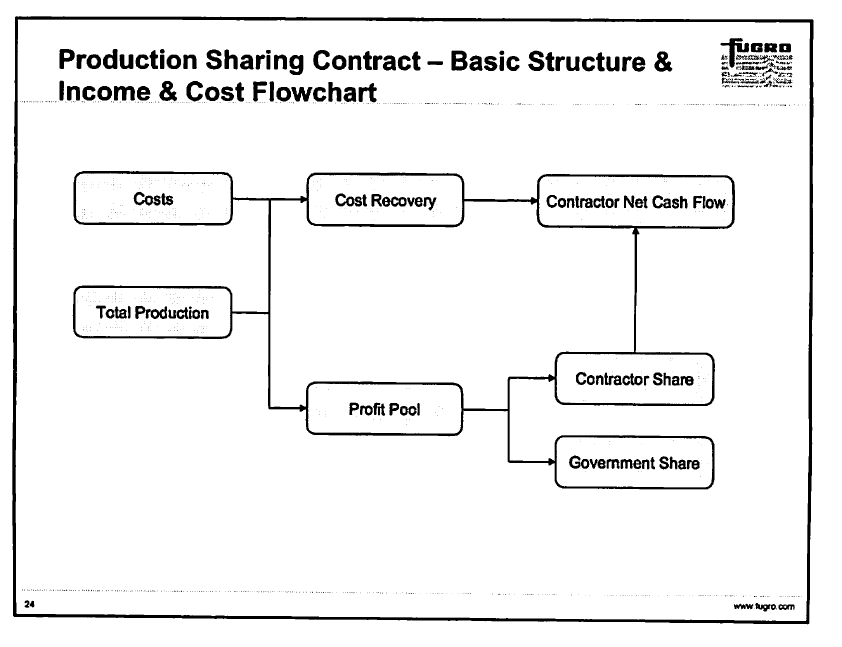 Production Sharing Contract – Basic Structure &
Income & Cost Flowchart
fUGRO
Costs
Cost Recovery
Contractor Net Cash Flow
Total Production
Contractor Share
Profit Pool
Government Share
24
www.fugro.com